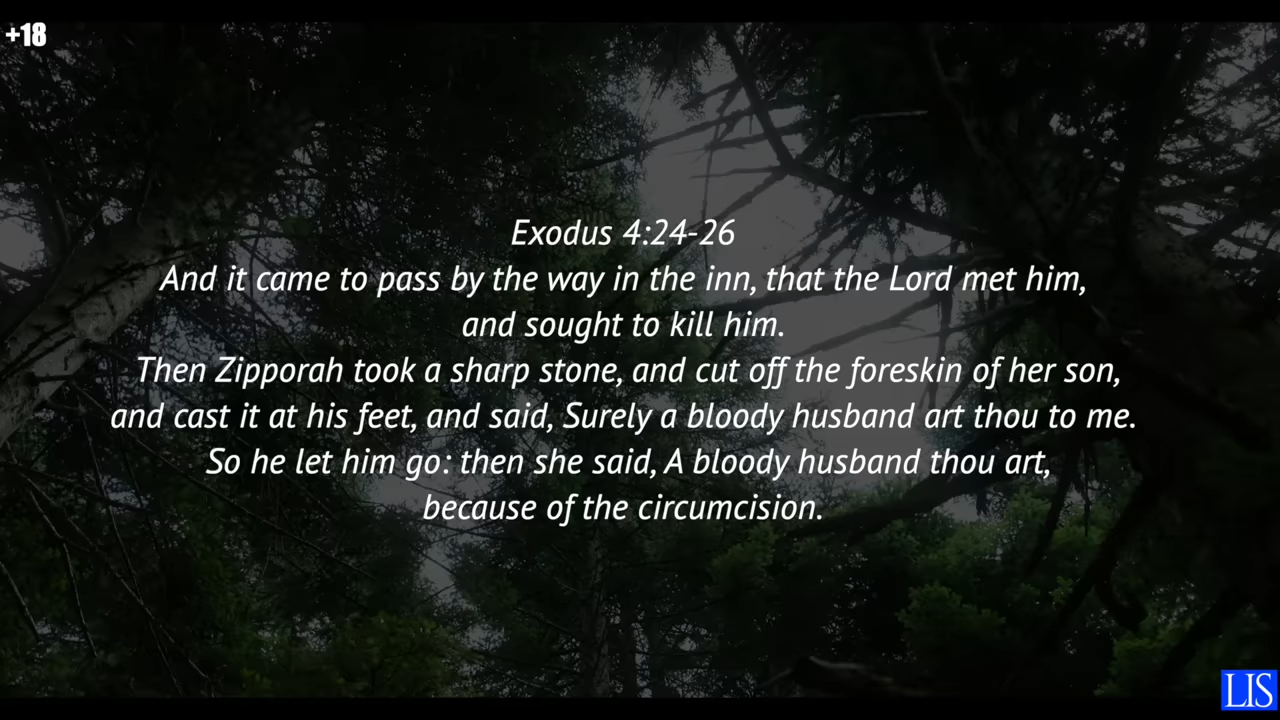 +18
Exodus 4:24-26
And it came to pass by the way in the inn, that the Lord met him,
and sought to kill him.
Then Zipporah took a sharp stone, and cut off the foreskin of her son,
and cast it at his feet, and said, Surely a bloody husband art thou to me.
So he let him go: then she said, A bloody husband thou art,
because of the circumcision.
LIS